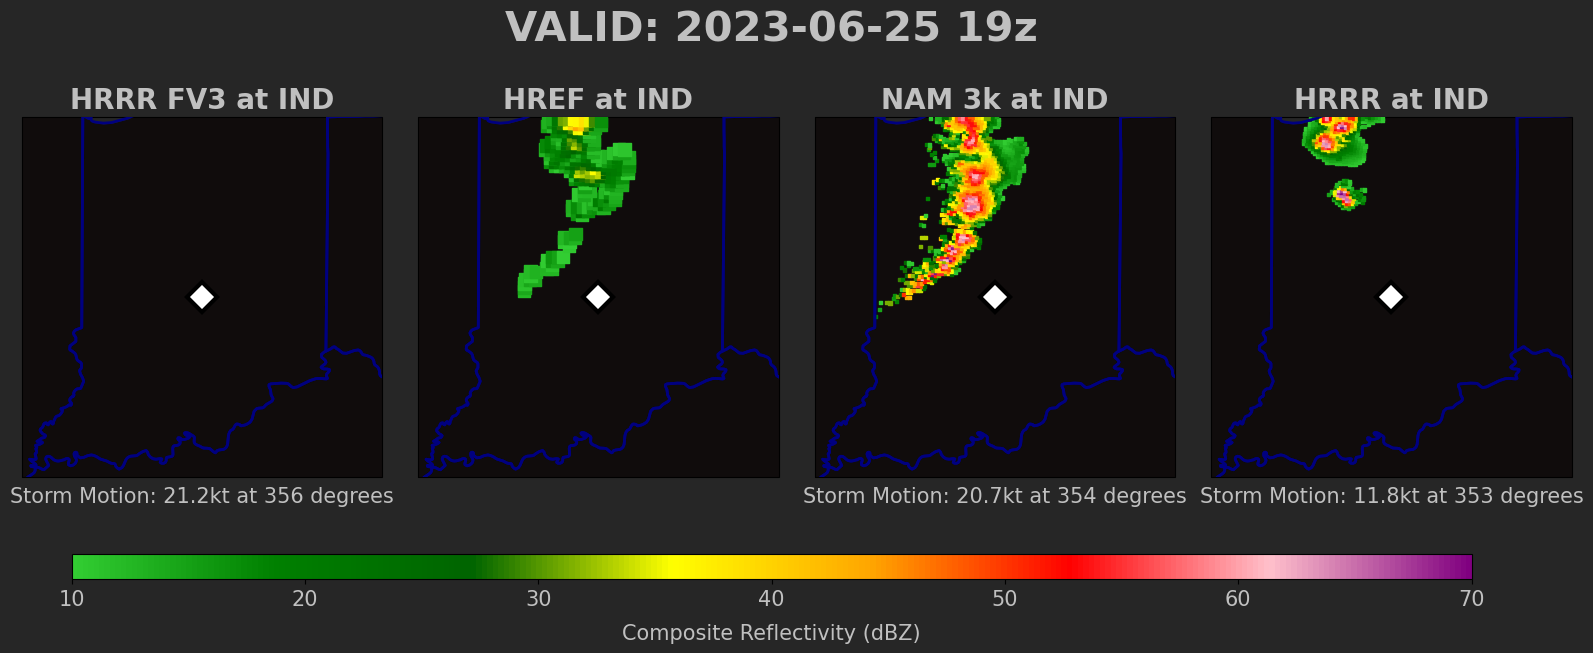 VALID: 2023-06-25 19z
HRRR FV3 at IND
HREF at IND
NAM 3k at IND
HRRR at IND
Storm Motion: 21.2kt at 356 degrees
Storm Motion: 20.7kt at 354 degrees
Storm Motion: 11.8kt at 353 degrees
10 20 30 40 50 60 70
Composite Reflectivity (dBZ)